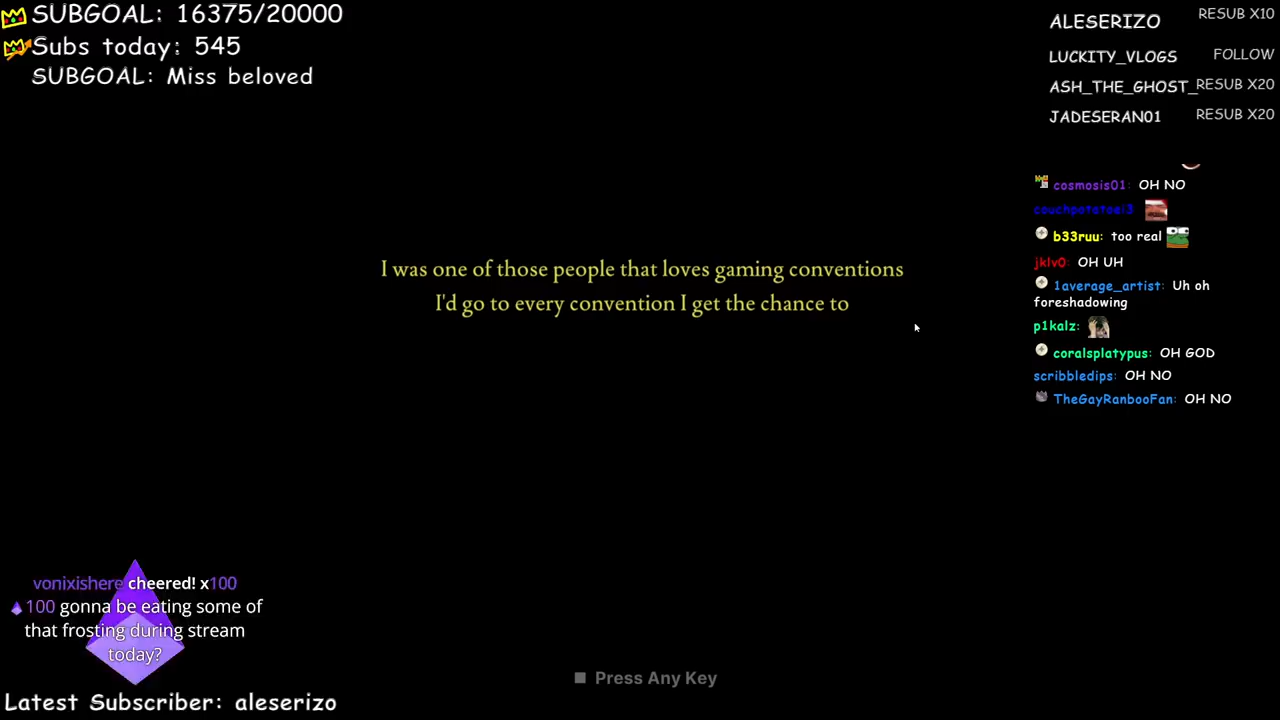 SUBGOAL: 16375/20000
Subs today: 545
SUBGOAL: Miss beloved
ALESERIZO RESUB X10
LUCKITY_VLOGS FOLLOW
ASH_THE_GHOST_ RESUB X20
JADESERAN01 RESUB X20
cosmosis01: OH NO
couchpotatoei3
b33ruu: too real
jklv0: OH UH
1average_artist: Uh oh
foreshadowing
p1kalz:
coralsplatypus: OH GOD
scribbledips: OH NO
TheGayRanbooFan: OH NO
I was one of those people that loves gaming conventions
I'd go to every convention I get the chance to
vonixishere cheered! x100
100 gonna be eating some of
that frosting during stream
today?
Press Any Key
Latest Subscriber: aleserizo